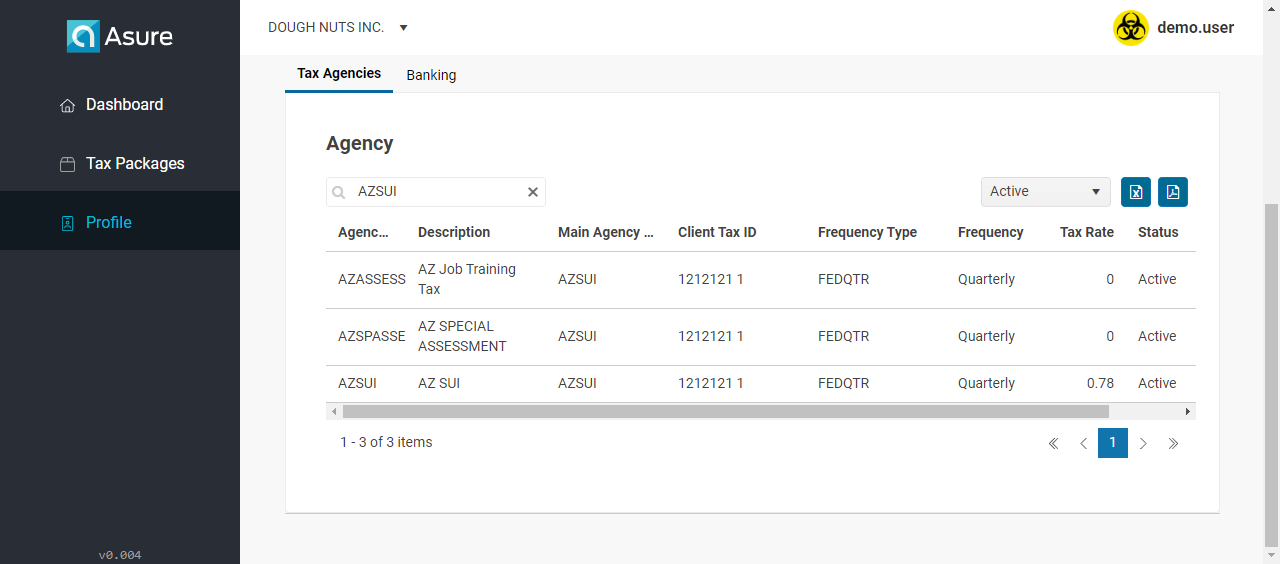 Asure
DOUGH NUTS INC.
demo.user
Dashboard
Tax Packages
Profile
v0.004
Tax Agencies Banking
Agency
AZSUI
Active
Agenc... Description Main Agency ... Client Tax ID Frequency Type Frequency Tax Rate Status
AZASSESS AZ Job Training Tax AZSUI 1212121 1 FEDQTR Quarterly 0 Active
AZSPASSE AZ SPECIAL ASSESSMENT AZSUI 1212121 1 FEDQTR Quarterly 0 Active
AZSUI AZ SUI AZSUI 1212121 1 FEDQTR Quarterly 0.78 Active
1 - 3 of 3 items
1